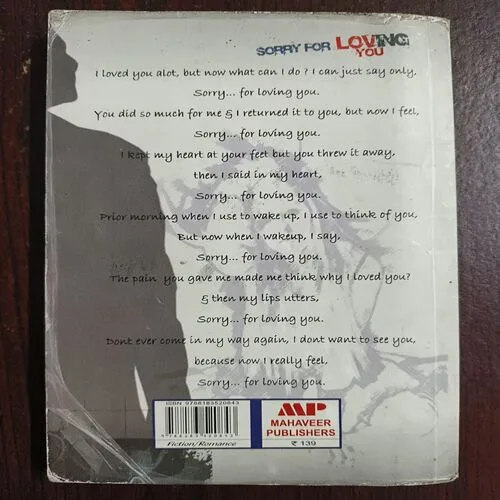 SORRY FOR LOVING
YOU
I loved you alot, but now what can I do ? I can just say only,
Sorry... for loving you.
You did so much for me & I returned it to you, but now I feel,
Sorry... for loving you.
I kept my heart at your feet but you threw it away,
then I said in my heart,
Sorry... for loving you.
Prior morning when I use to wake up, I use to think of you,
But now when I wakeup, I say,
Sorry... for loving you.
The pain you gave me made me think why I loved you?
& then my lips utters,
Sorry... for loving you.
Dont ever come in my way again, I dont want to see you,
because now I really feel,
Sorry... for loving you.
ISBN 9788183520843
Fiction/Romance
MP
MAHAVEER
PUBLISHERS
₹ 139